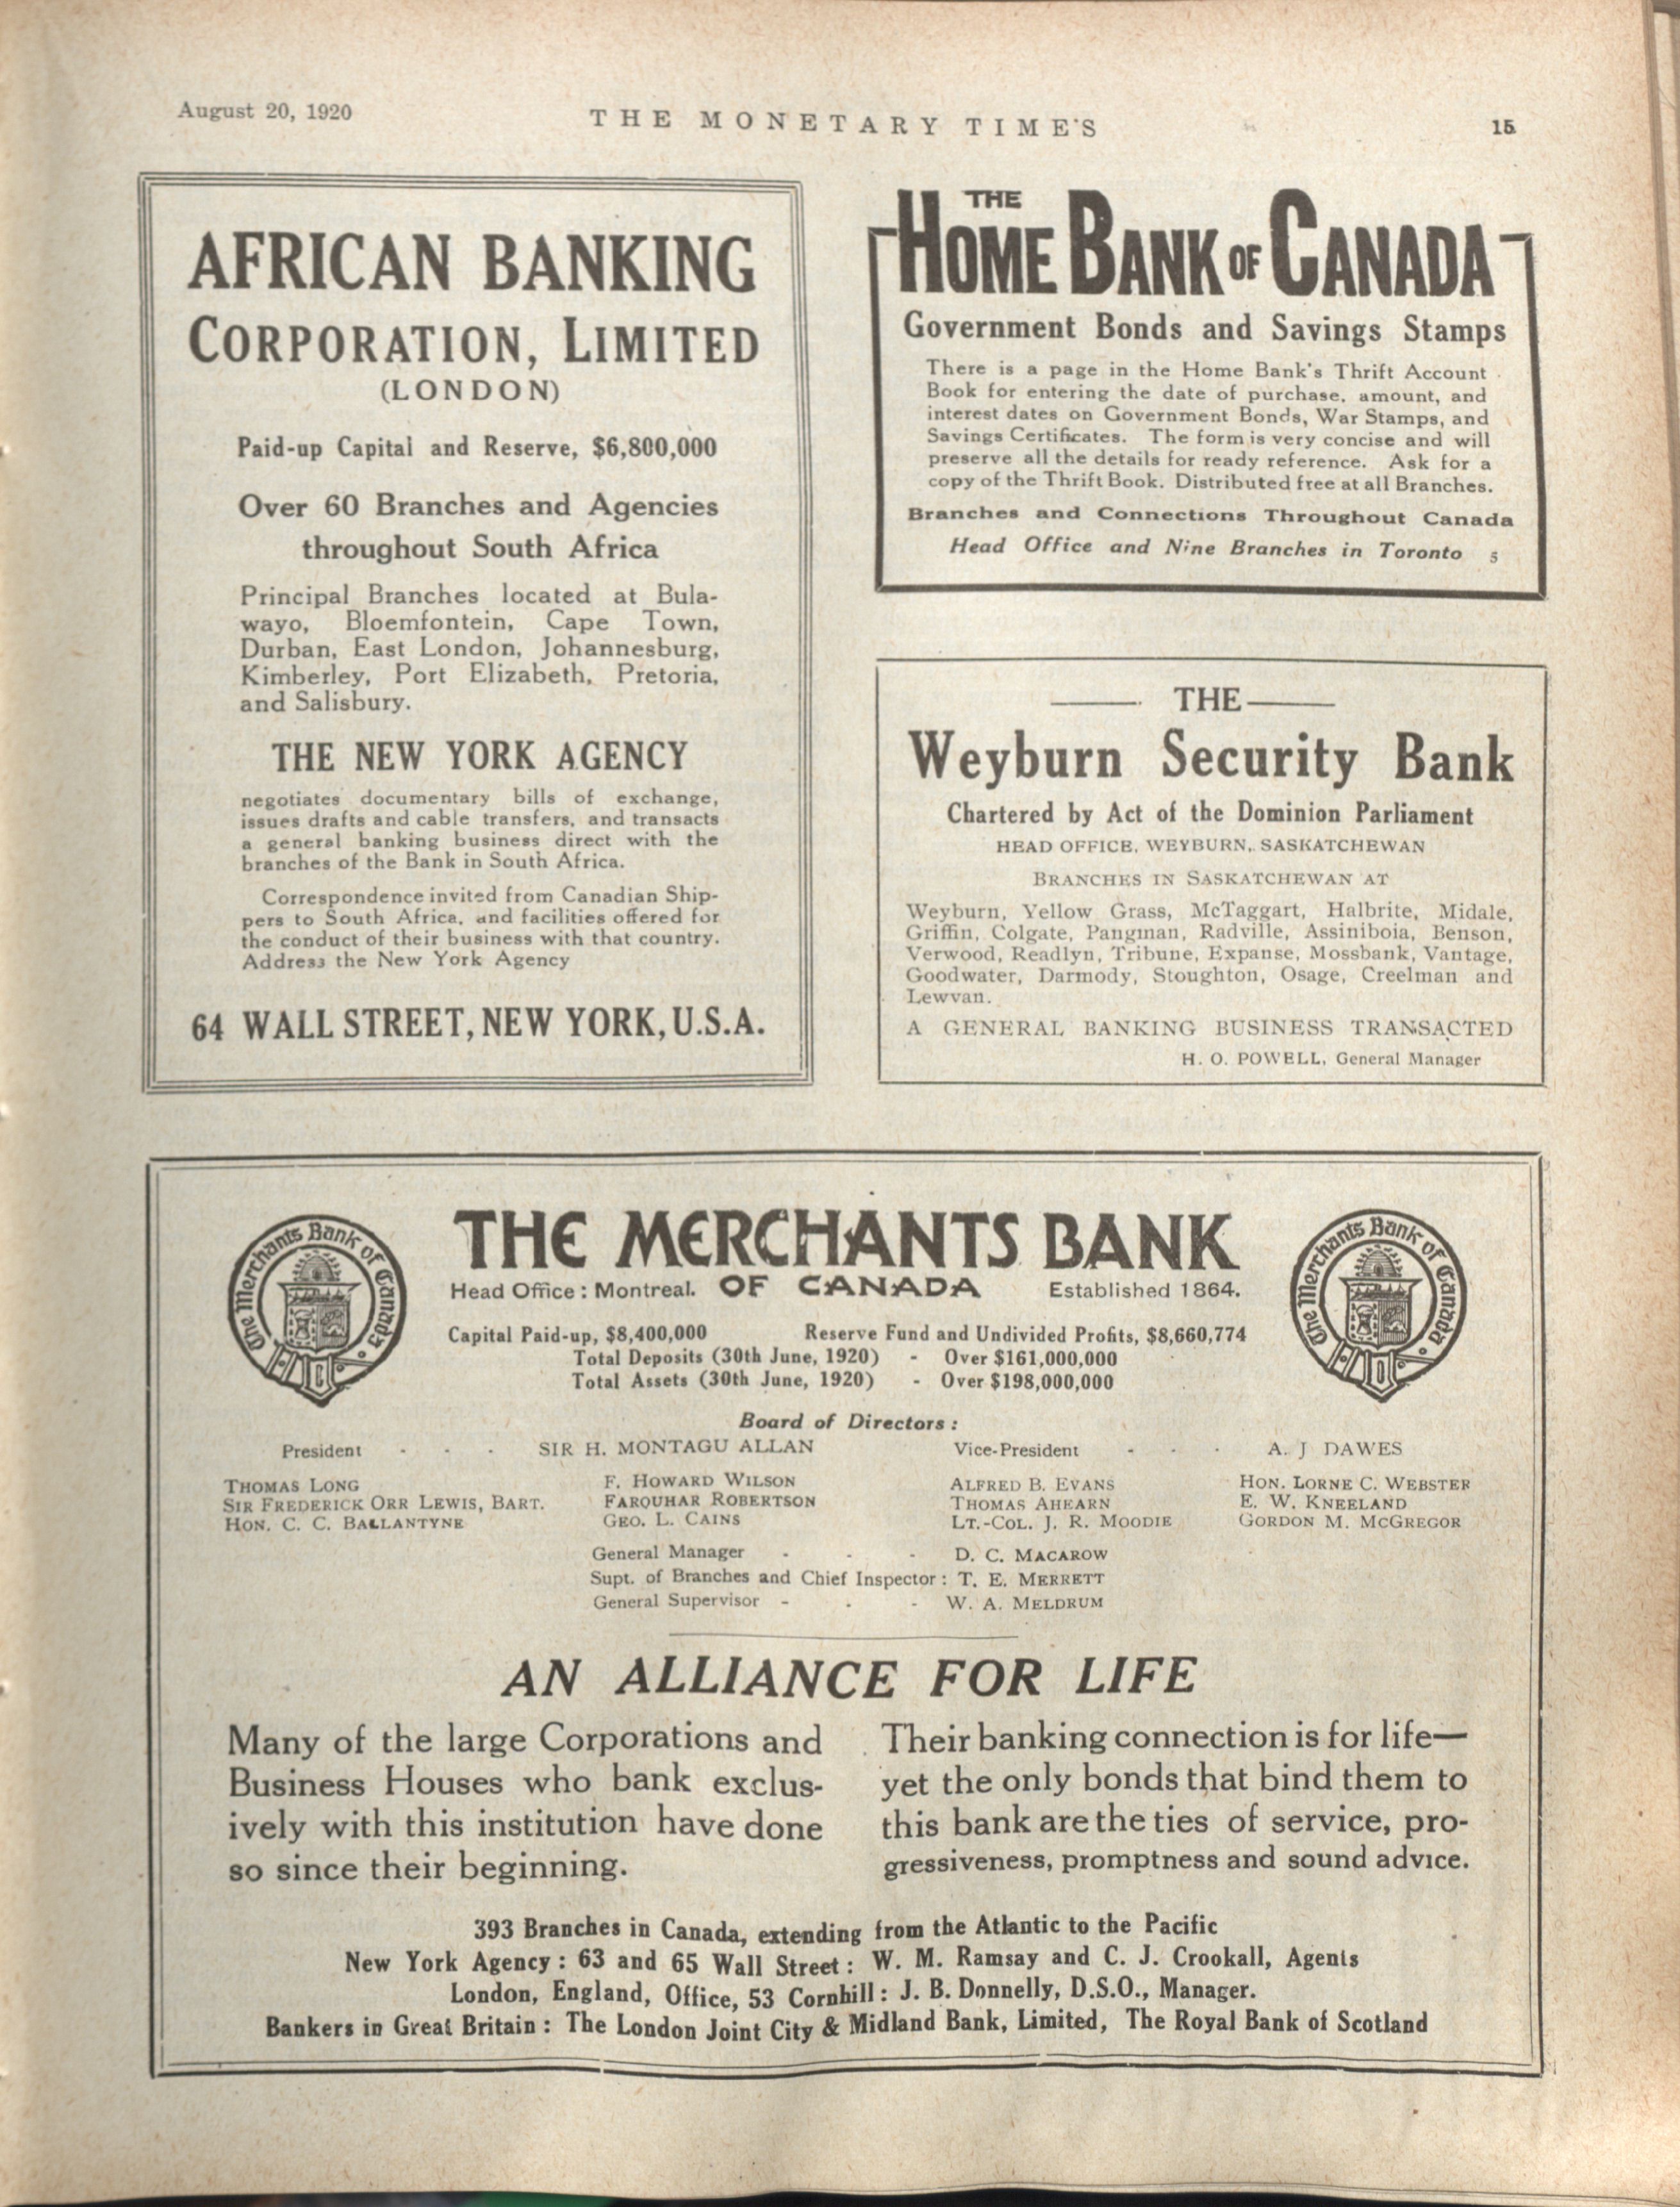 August 20, 1920
THE MONETARY TIMES
15
AFRICAN BANKING
CORPORATION, LIMITED
(LONDON)
Paid-up Capital and Reserve, $6,800,000
Over 60 Branches and Agencies
throughout South Africa
Principal Branches located at Bula-
wayo, Bloemfontein, Cape Town,
Durban, East London, Johannesburg,
Kimberley, Port Elizabeth, Pretoria,
and Salisbury.
THE NEW YORK AGENCY
negotiates documentary bills of exchange,
issues drafts and cable transfers, and transacts
a general banking business direct with the
branches of the Bank in South Africa.
Correspondence invited from Canadian Ship-
pers to South Africa, and facilities offered for
the conduct of their business with that country.
Address the New York Agency
64 WALL STREET, NEW YORK, U.S.A.
THE
HOME BANK OF CANADA
Government Bonds and Savings Stamps
There is a page in the Home Bank's Thrift Account
Book for entering the date of purchase, amount, and
interest dates on Government Bonds, War Stamps, and
Savings Certificates. The form is very concise and will
preserve all the details for ready reference. Ask for a
copy of the Thrift Book. Distributed free at all Branches.
Branches and Connections Throughout Canada
Head Office and Nine Branches in Toronto 5
THE
Weyburn Security Bank
Chartered by Act of the Dominion Parliament
HEAD OFFICE, WEYBURN, SASKATCHEWAN
BRANCHES IN SASKATCHEWAN AT
Weyburn, Yellow Grass, McTaggart, Halbrite, Midale,
Griffin, Colgate, Pangman, Radville, Assiniboia, Benson,
Verwood, Readlyn, Tribune, Expanse, Mossbank, Vantage,
Goodwater, Darmody, Stoughton, Osage, Creelman and
Lewvan.
A GENERAL BANKING BUSINESS TRANSACTED
H. O. POWELL, General Manager
The Merchants Bank of Canada
THE MERCHANTS BANK
The Merchants Bank of Canada
Head Office: Montreal. OF CANADA Established 1864.
Capital Paid-up, $8,400,000 Reserve Fund and Undivided Profits, $8,660,774
Total Deposits (30th June, 1920) - Over $161,000,000
Total Assets (30th June, 1920) - Over $198,000,000
Board of Directors:
President - - - SIR H. MONTAGU ALLAN Vice-President - - - A. J DAWES
THOMAS LONG F. HOWARD WILSON ALFRED B. EVANS HON. LORNE C. WEBSTER
SIR FREDERICK ORR LEWIS, BART. FARQUHAR ROBERTSON THOMAS AHEARN E. W. KNEELAND
HON. C. C. BALLANTYNE GEO. L. CAINS LT.-COL. J. R. MOODIE GORDON M. MCGREGOR
General Manager - - - D. C. MACAROW
Supt. of Branches and Chief Inspector: T. E. MERRETT
General Supervisor - - - W. A. MELDRUM
AN ALLIANCE FOR LIFE
Many of the large Corporations and
Business Houses who bank exclus-
ively with this institution have done
so since their beginning.
Their banking connection is for life—
yet the only bonds that bind them to
this bank are the ties of service, pro-
gressiveness, promptness and sound advice.
393 Branches in Canada, extending from the Atlantic to the Pacific
New York Agency: 63 and 65 Wall Street: W. M. Ramsay and C. J. Crookall, Agents
London, England, Office, 53 Cornhill: J. B. Donnelly, D.S.O., Manager.
Bankers in Great Britain: The London Joint City & Midland Bank, Limited, The Royal Bank of Scotland